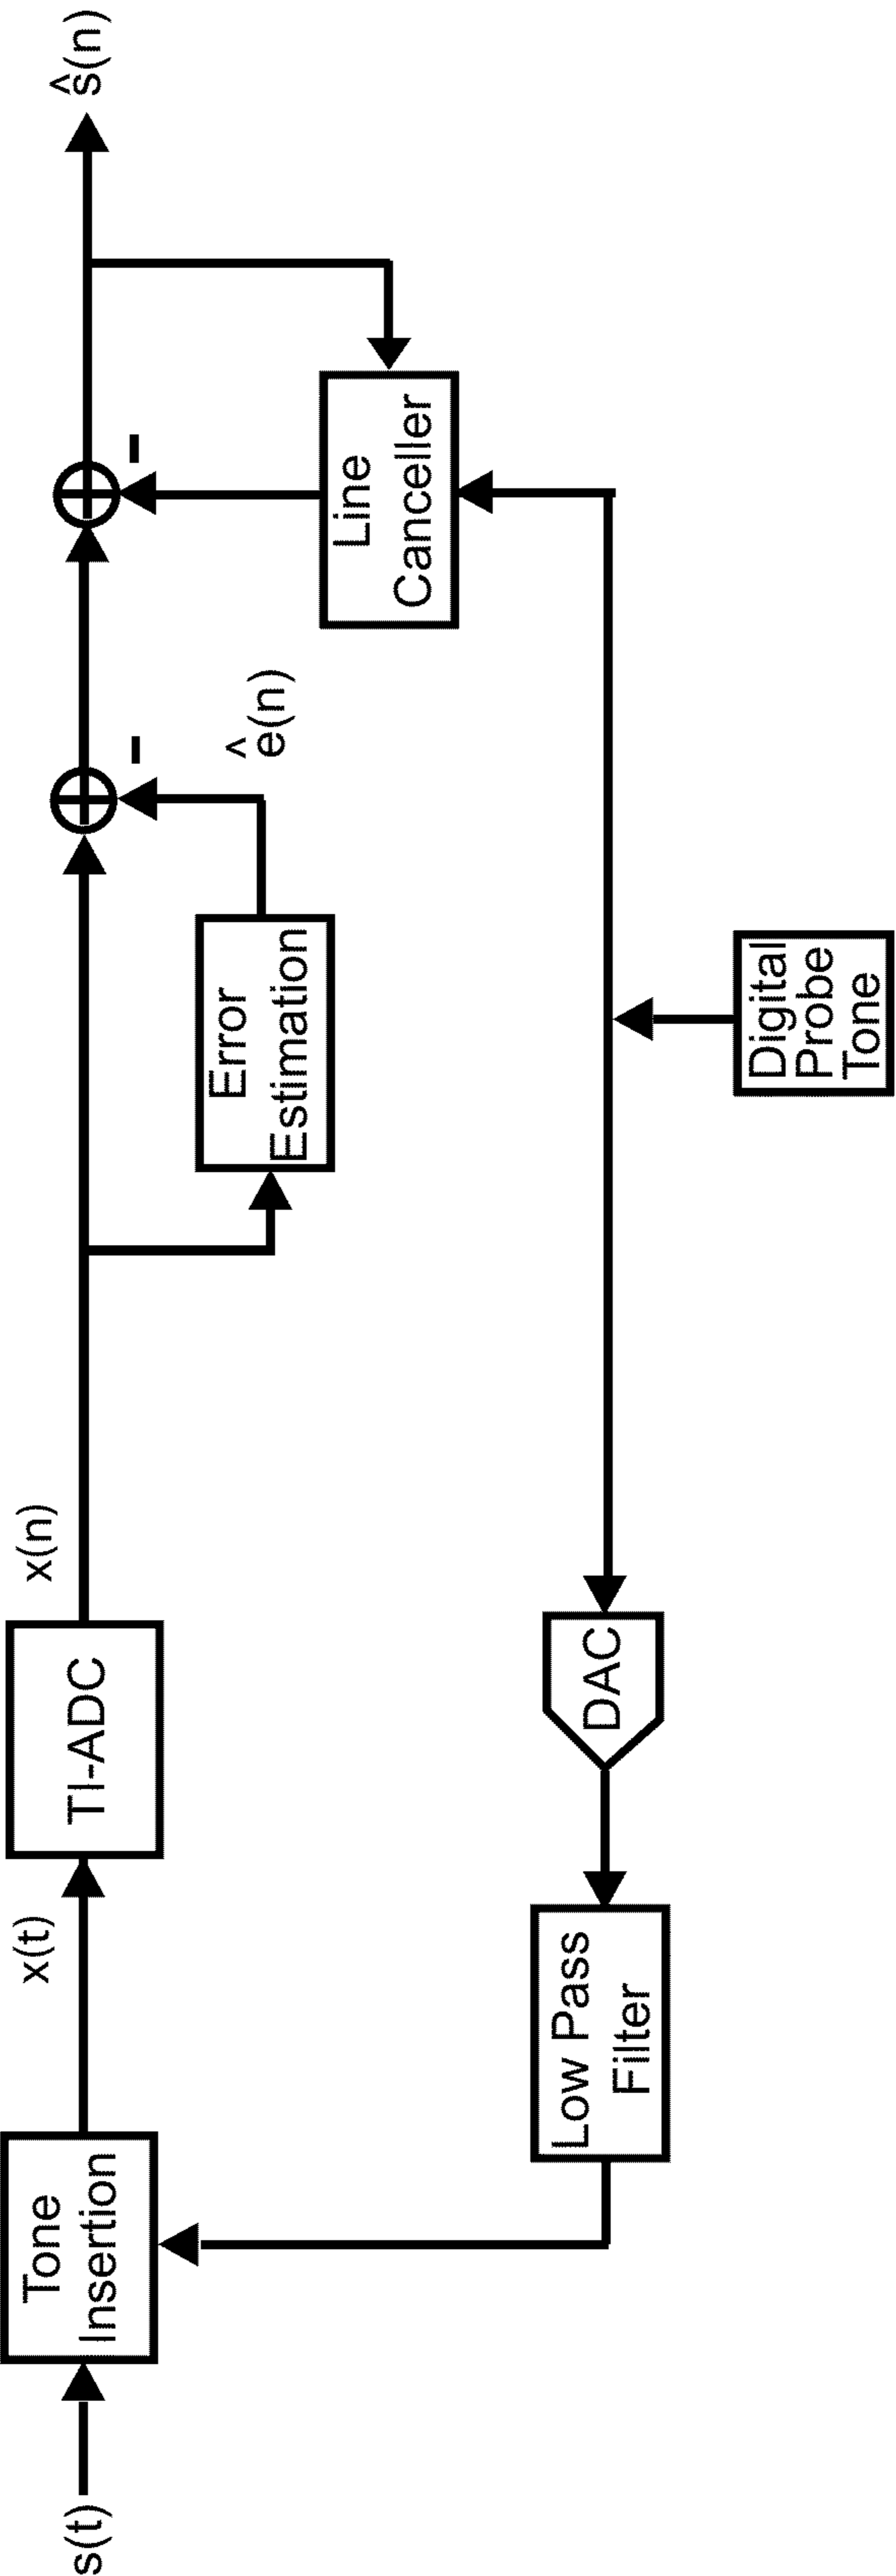 s(t)
Tone
Insertion
x(t)
TI-ADC
x(n)
Error
Estimation
^
e(n)
-
-
^
s(n)
Line
Canceller
Low Pass
Filter
DAC
Digital
Probe
Tone